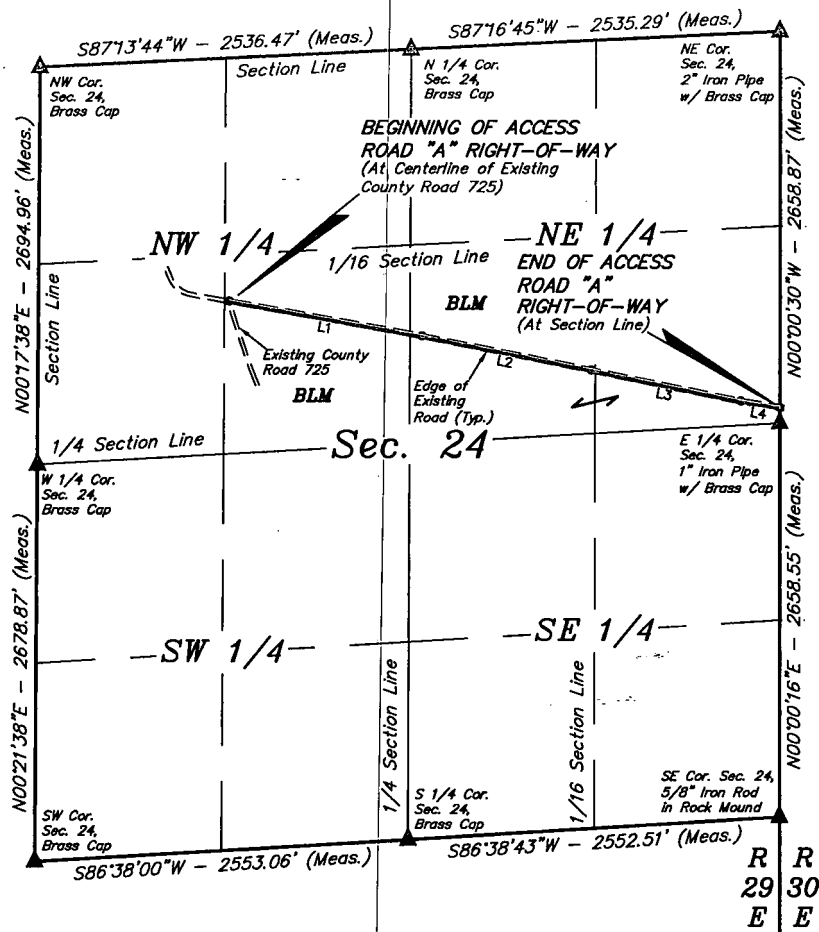 S87°13'44"W - 2536.47' (Meas.)
S87°16'45"W - 2535.29' (Meas.)
Section Line
NW Cor.
Sec. 24,
Brass Cap
N 1/4 Cor.
Sec. 24,
Brass Cap
NE Cor.
Sec. 24,
2" Iron Pipe
w/ Brass Cap
BEGINNING OF ACCESS
ROAD "A" RIGHT-OF-WAY
(At Centerline of Existing
County Road 725)
N00°17'38"E - 2694.96' (Meas.)
Section Line
N00°00'30"W - 2658.87' (Meas.)
NW 1/4
1/16 Section Line
NE 1/4
END OF ACCESS
ROAD "A"
RIGHT-OF-WAY
(At Section Line)
BLM
L1
L2
L3
L4
Existing County
Road 725
BLM
Edge of
Existing
Road (Typ.)
1/4 Section Line
Sec. 24
W 1/4 Cor.
Sec. 24,
Brass Cap
E 1/4 Cor.
Sec. 24,
1" Iron Pipe
w/ Brass Cap
N00°21'38"E - 2678.87' (Meas.)
N00°00'16"E - 2658.55' (Meas.)
SW 1/4
SE 1/4
1/4 Section Line
1/16 Section Line
SW Cor.
Sec. 24,
Brass Cap
S 1/4 Cor.
Sec. 24,
Brass Cap
SE Cor. Sec. 24,
5/8" Iron Rod
in Rock Mound
S86°38'00"W - 2553.06' (Meas.)
S86°38'43"W - 2552.51' (Meas.)
R R
29 30
E E